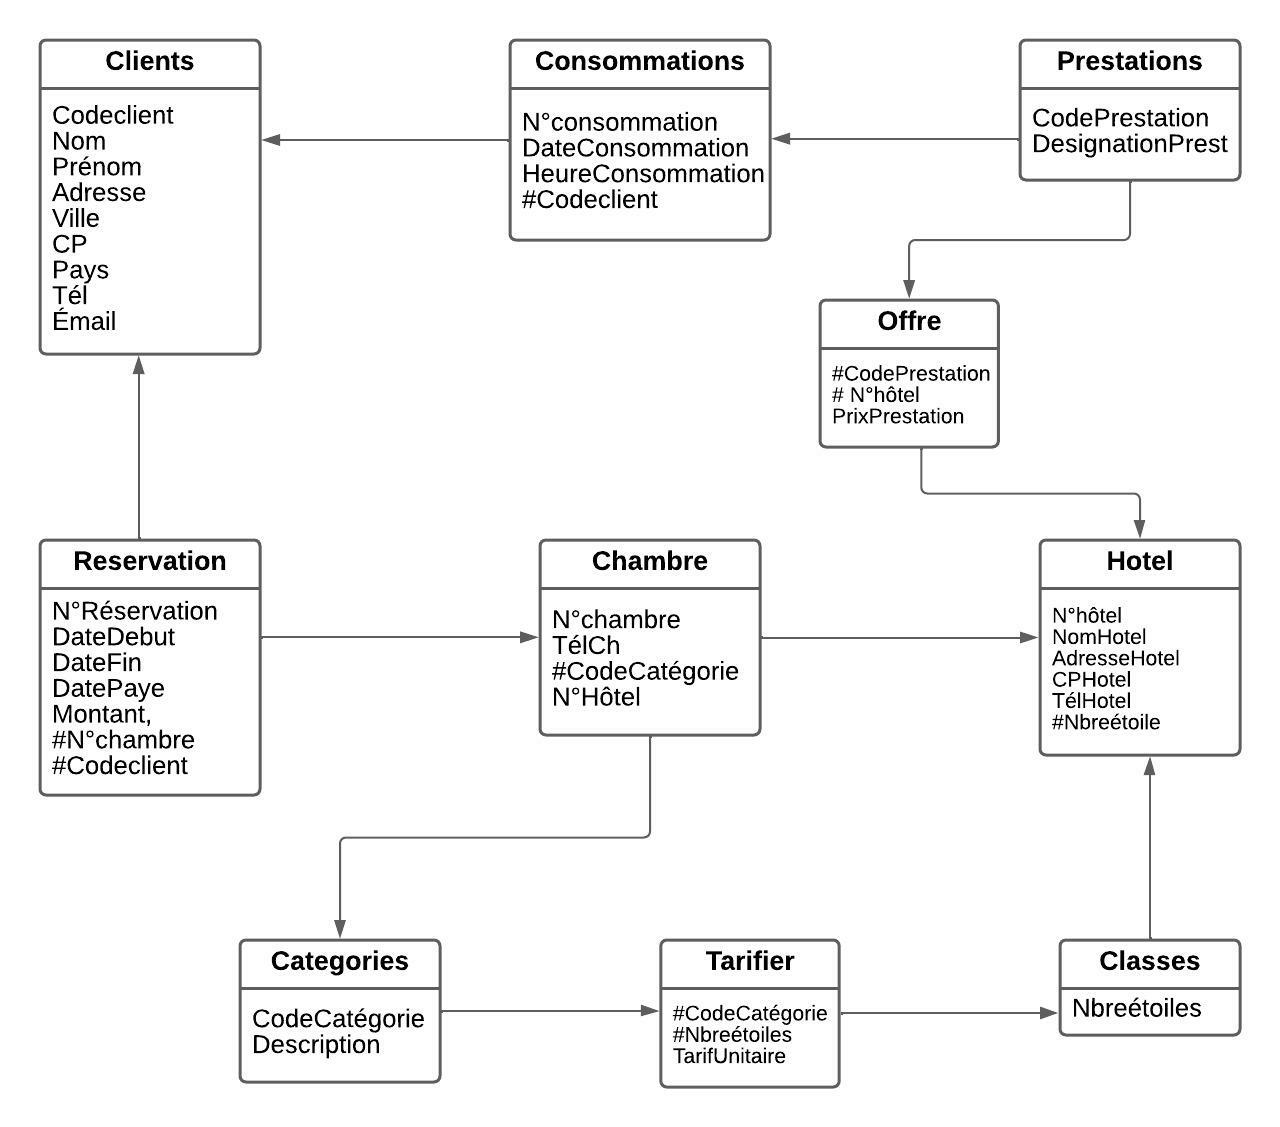 Clients
Codeclient
Nom
Prénom
Adresse
Ville
CP
Pays
Tél
Émail
Consommations
N°consommation
DateConsommation
HeureConsommation
#Codeclient
Prestations
CodePrestation
DesignationPrest
Offre
#CodePrestation
# N°hôtel
PrixPrestation
Reservation
N°Réservation
DateDebut
DateFin
DatePaye
Montant,
#N°chambre
#Codeclient
Chambre
N°chambre
TélCh
#CodeCatégorie
N°Hôtel
Hotel
N°hôtel
NomHotel
AdresseHotel
CPHotel
TélHotel
#Nbreétoile
Categories
CodeCatégorie
Description
Tarifier
#CodeCatégorie
#Nbreétoiles
TarifUnitaire
Classes
Nbreétoiles